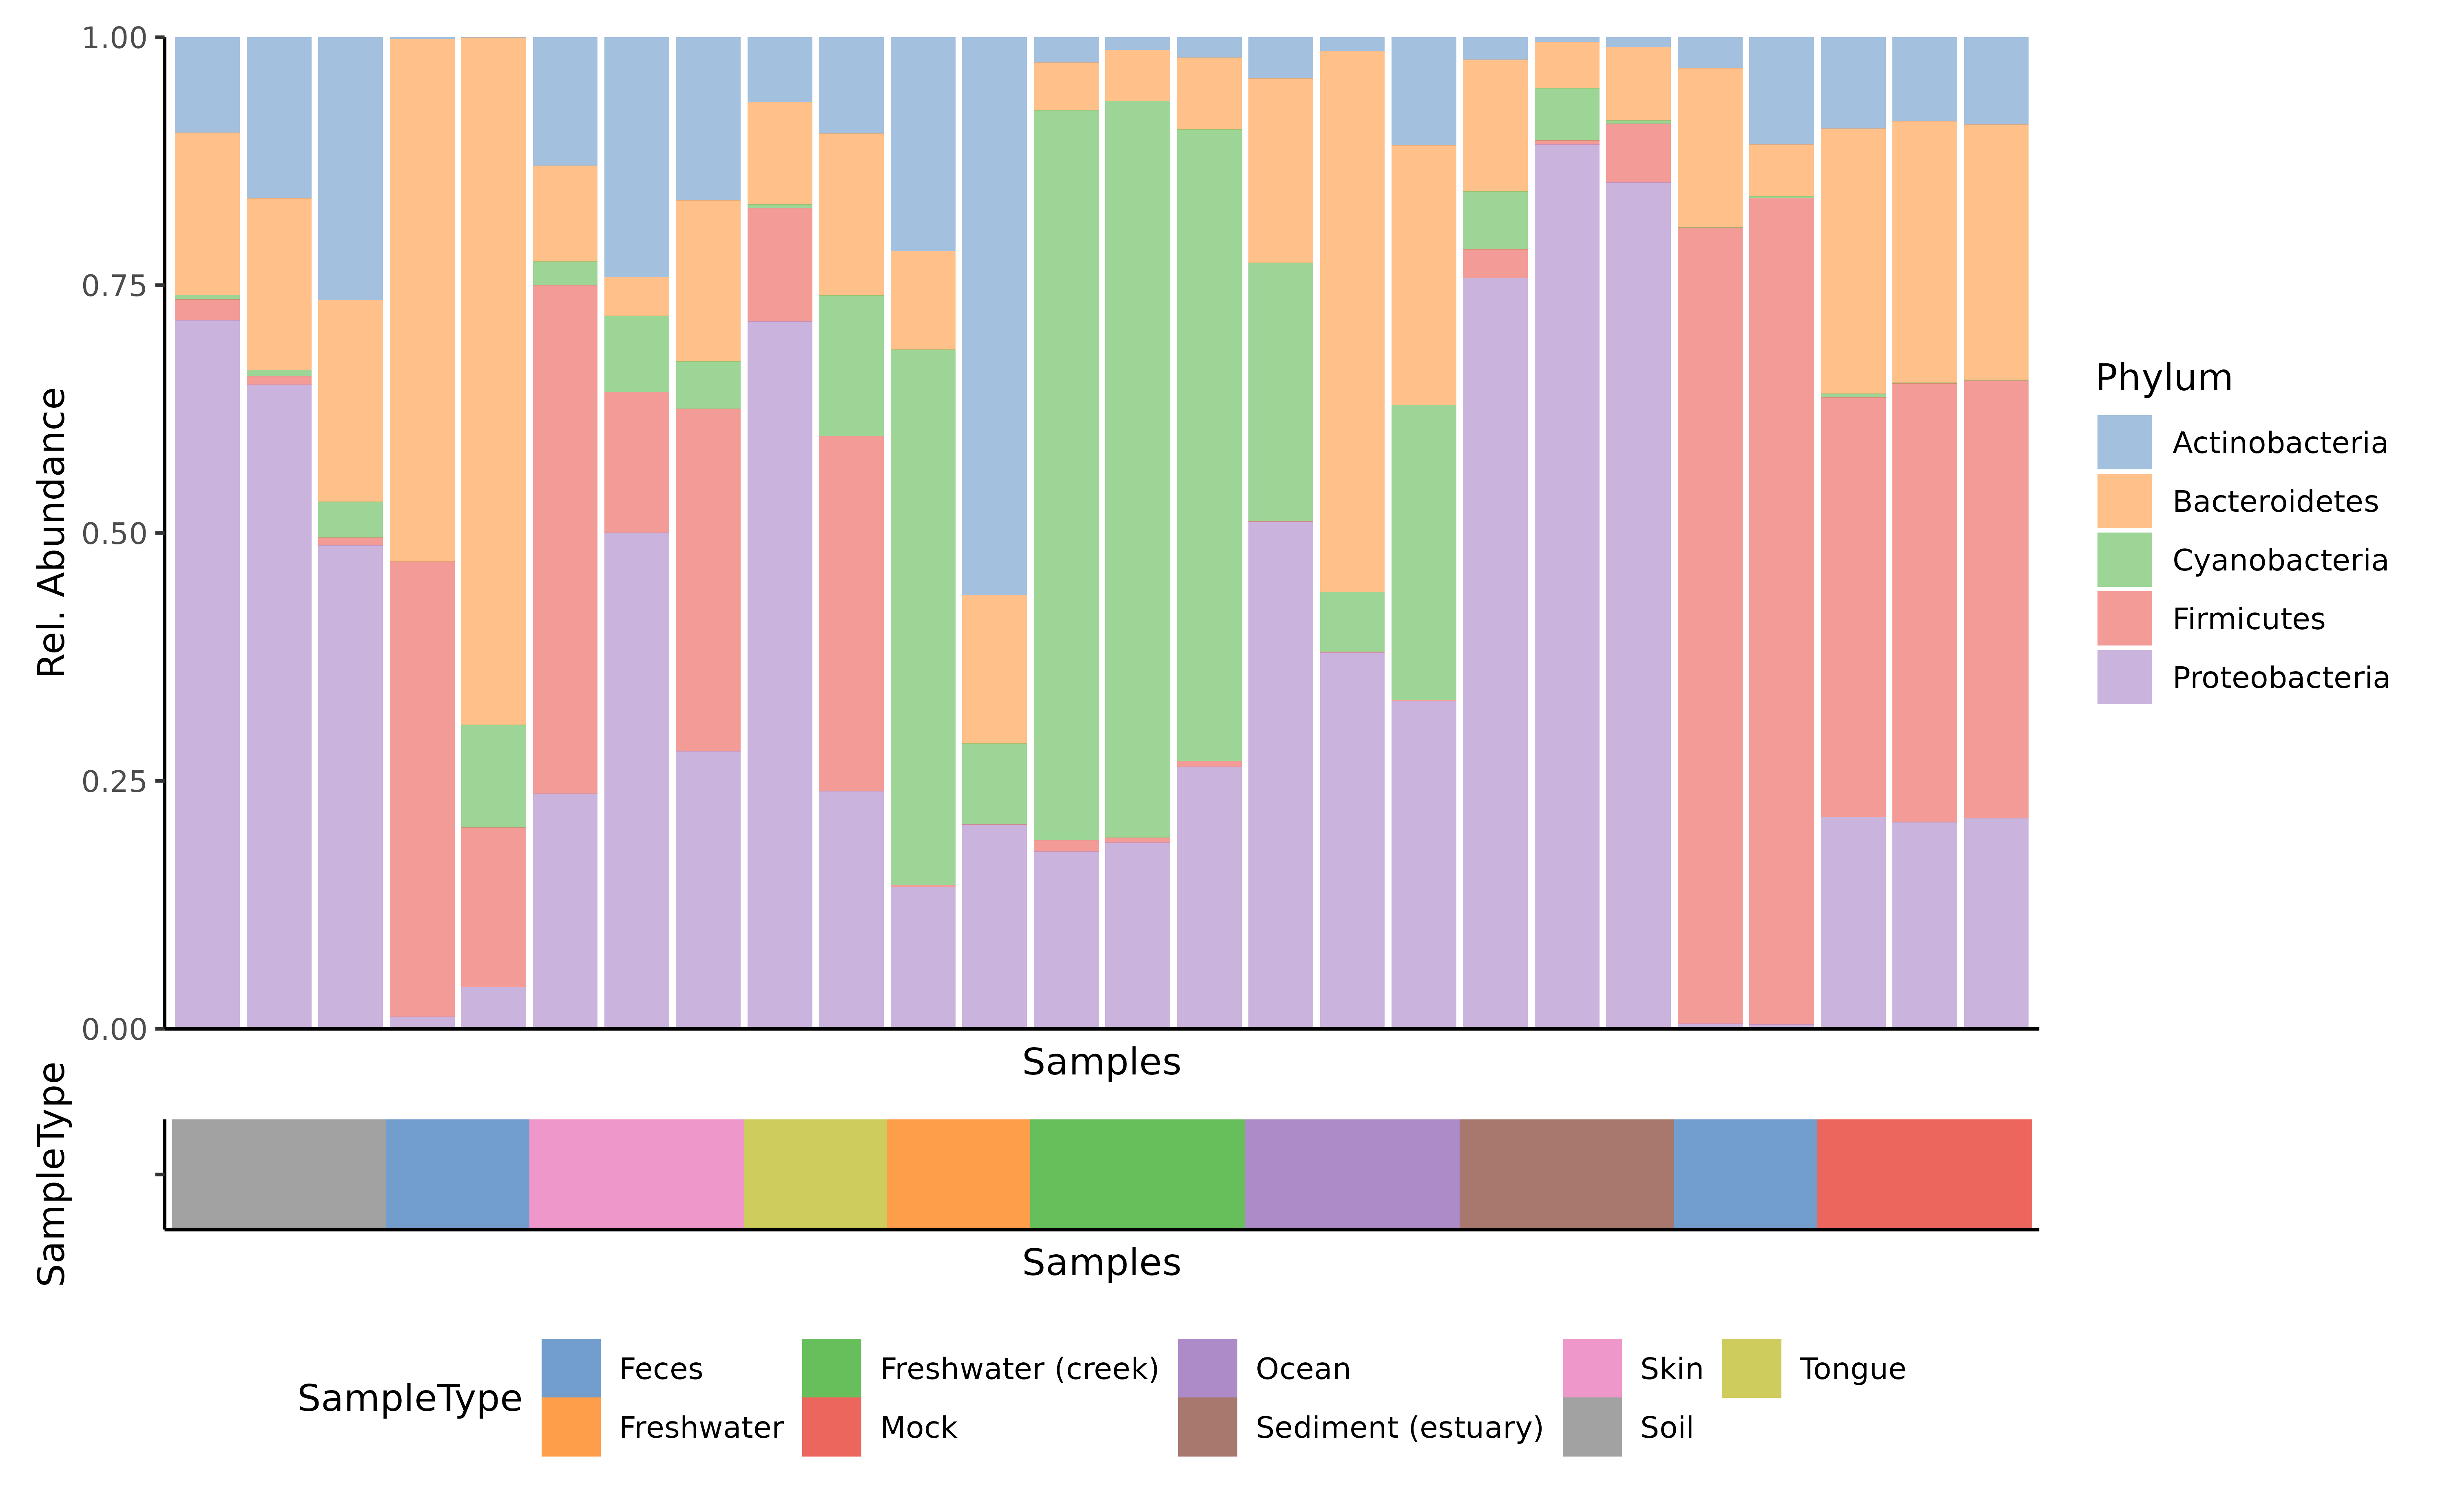 1.00
0.75
0.50
0.25
0.00
Rel. Abundance
Samples
Phylum
Actinobacteria
Bacteroidetes
Cyanobacteria
Firmicutes
Proteobacteria
SampleType
Samples
SampleType
Feces
Freshwater (creek)
Ocean
Skin
Tongue
Freshwater
Mock
Sediment (estuary)
Soil